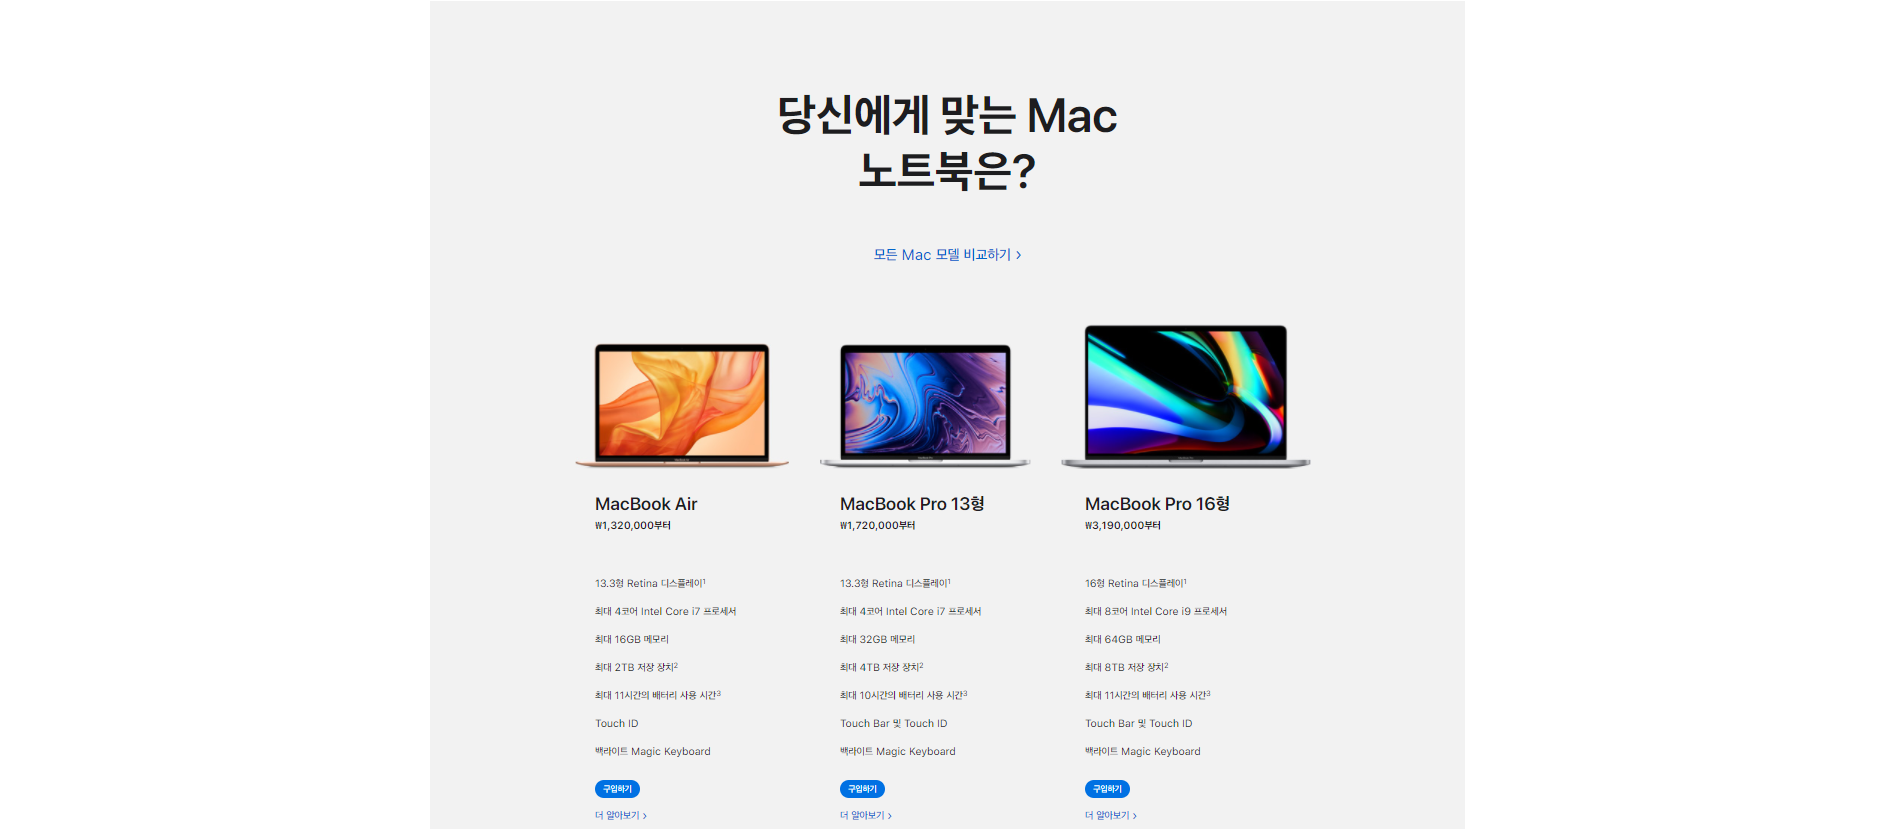 당신에게 맞는 Mac
노트북은?
모든 Mac 모델 비교하기 >
MacBook Air
₩1,320,000부터
13.3형 Retina 디스플레이1
최대 4코어 Intel Core i7 프로세서
최대 16GB 메모리
최대 2TB 저장 장치2
최대 11시간의 배터리 사용 시간3
Touch ID
백라이트 Magic Keyboard
구입하기
더 알아보기 >
MacBook Pro 13형
₩1,720,000부터
13.3형 Retina 디스플레이1
최대 4코어 Intel Core i7 프로세서
최대 32GB 메모리
최대 4TB 저장 장치2
최대 10시간의 배터리 사용 시간3
Touch Bar 및 Touch ID
백라이트 Magic Keyboard
구입하기
더 알아보기 >
MacBook Pro 16형
₩3,190,000부터
16형 Retina 디스플레이1
최대 8코어 Intel Core i9 프로세서
최대 64GB 메모리
최대 8TB 저장 장치2
최대 11시간의 배터리 사용 시간3
Touch Bar 및 Touch ID
백라이트 Magic Keyboard
구입하기
더 알아보기 >